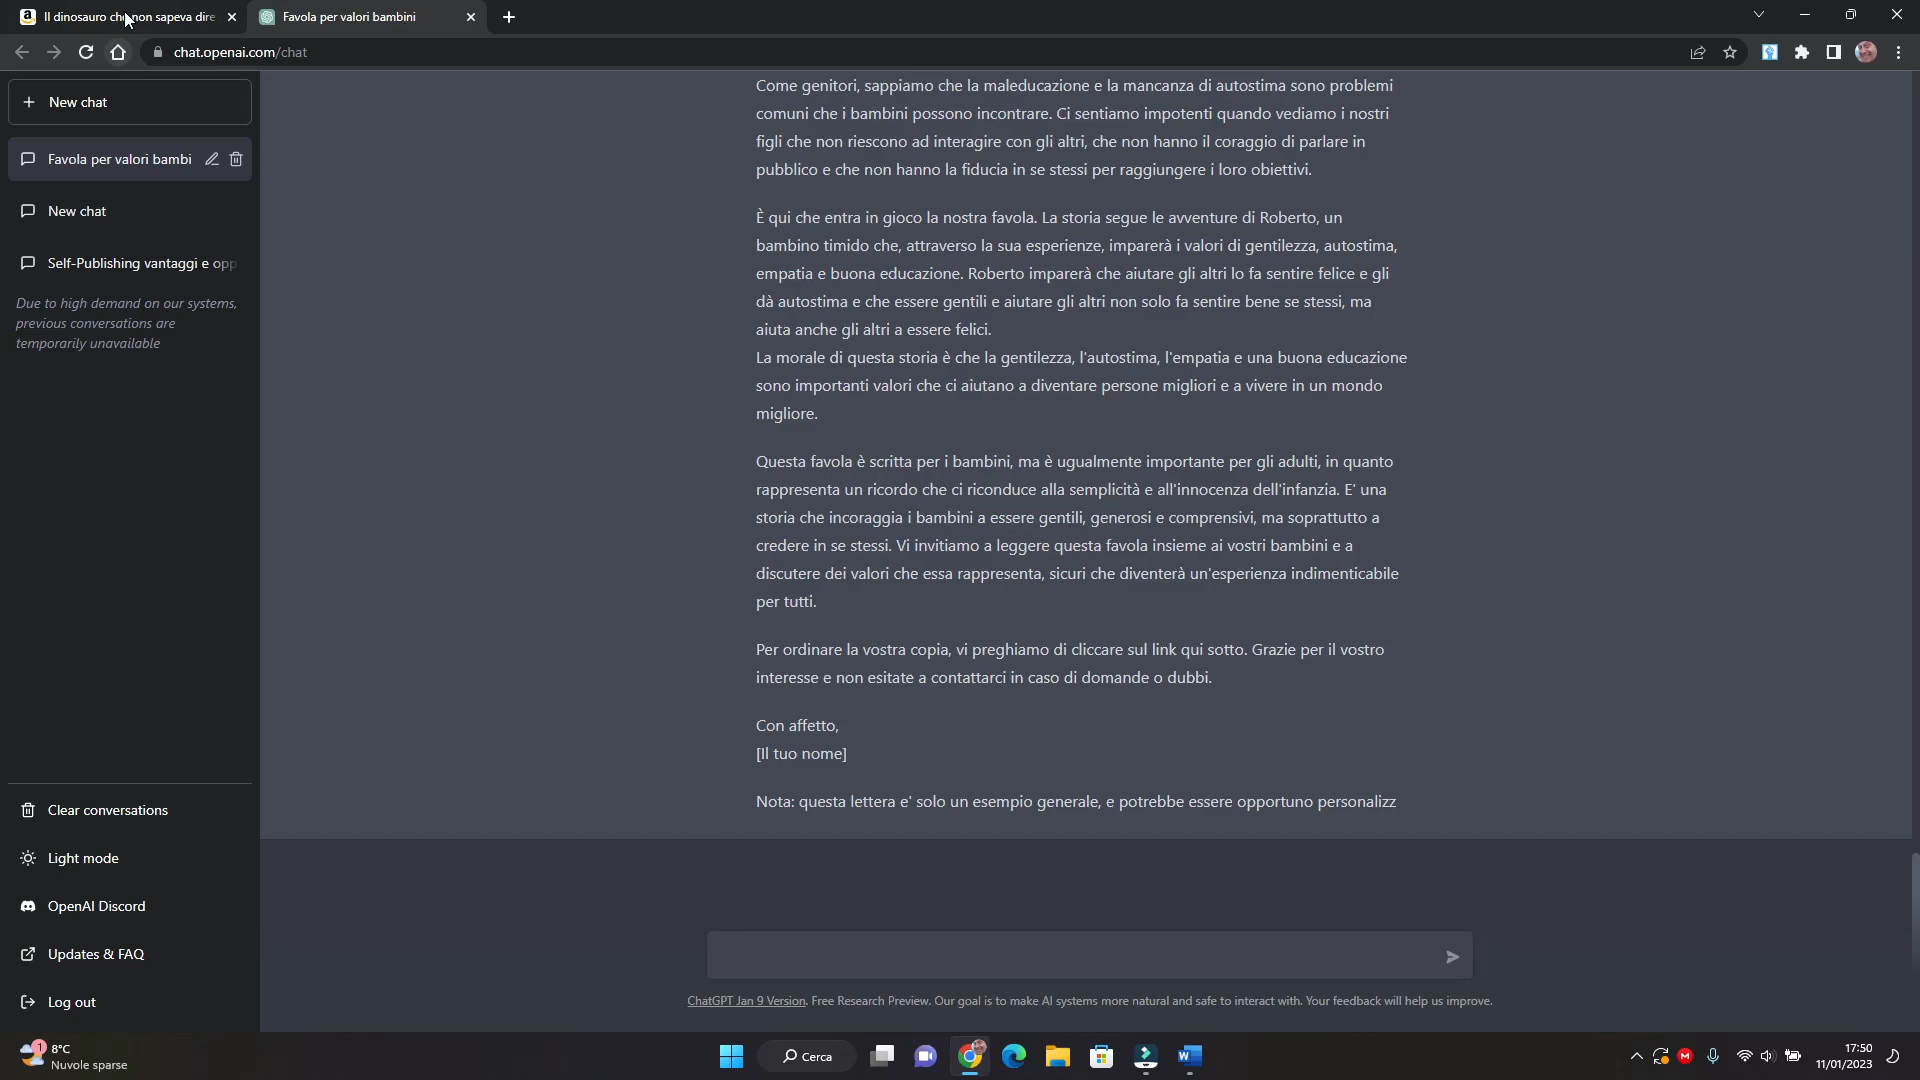 Il dinosauro che non sapeva dire
Favola per valori bambini
chat.openai.com/chat
New chat
Favola per valori bambi
New chat
Self-Publishing vantaggi e opp
Due to high demand on our systems,
previous conversations are
temporarily unavailable
Come genitori, sappiamo che la maleducazione e la mancanza di autostima sono problemi
comuni che i bambini possono incontrare. Ci sentiamo impotenti quando vediamo i nostri
figli che non riescono ad interagire con gli altri, che non hanno il coraggio di parlare in
pubblico e che non hanno la fiducia in se stessi per raggiungere i loro obiettivi.
È qui che entra in gioco la nostra favola. La storia segue le avventure di Roberto, un
bambino timido che, attraverso la sua esperienze, imparerà i valori di gentilezza, autostima,
empatia e buona educazione. Roberto imparerà che aiutare gli altri lo fa sentire felice e gli
dà autostima e che essere gentili e aiutare gli altri non solo fa sentire bene se stessi, ma
aiuta anche gli altri a essere felici.
La morale di questa storia è che la gentilezza, l'autostima, l'empatia e una buona educazione
sono importanti valori che ci aiutano a diventare persone migliori e a vivere in un mondo
migliore.
Questa favola è scritta per i bambini, ma è ugualmente importante per gli adulti, in quanto
rappresenta un ricordo che ci riconduce alla semplicità e all'innocenza dell'infanzia. E' una
storia che incoraggia i bambini a essere gentili, generosi e comprensivi, ma soprattutto a
credere in se stessi. Vi invitiamo a leggere questa favola insieme ai vostri bambini e a
discutere dei valori che essa rappresenta, sicuri che diventerà un'esperienza indimenticabile
per tutti.
Per ordinare la vostra copia, vi preghiamo di cliccare sul link qui sotto. Grazie per il vostro
interesse e non esitate a contattarci in caso di domande o dubbi.
Con affetto,
[Il tuo nome]
Nota: questa lettera e' solo un esempio generale, e potrebbe essere opportuno personalizz
Clear conversations
Light mode
OpenAI Discord
Updates & FAQ
Log out
ChatGPT Jan 9 Version. Free Research Preview. Our goal is to make AI systems more natural and safe to interact with. Your feedback will help us improve.
1
8°C
Nuvole sparse
Cerca
17:50
11/01/2023